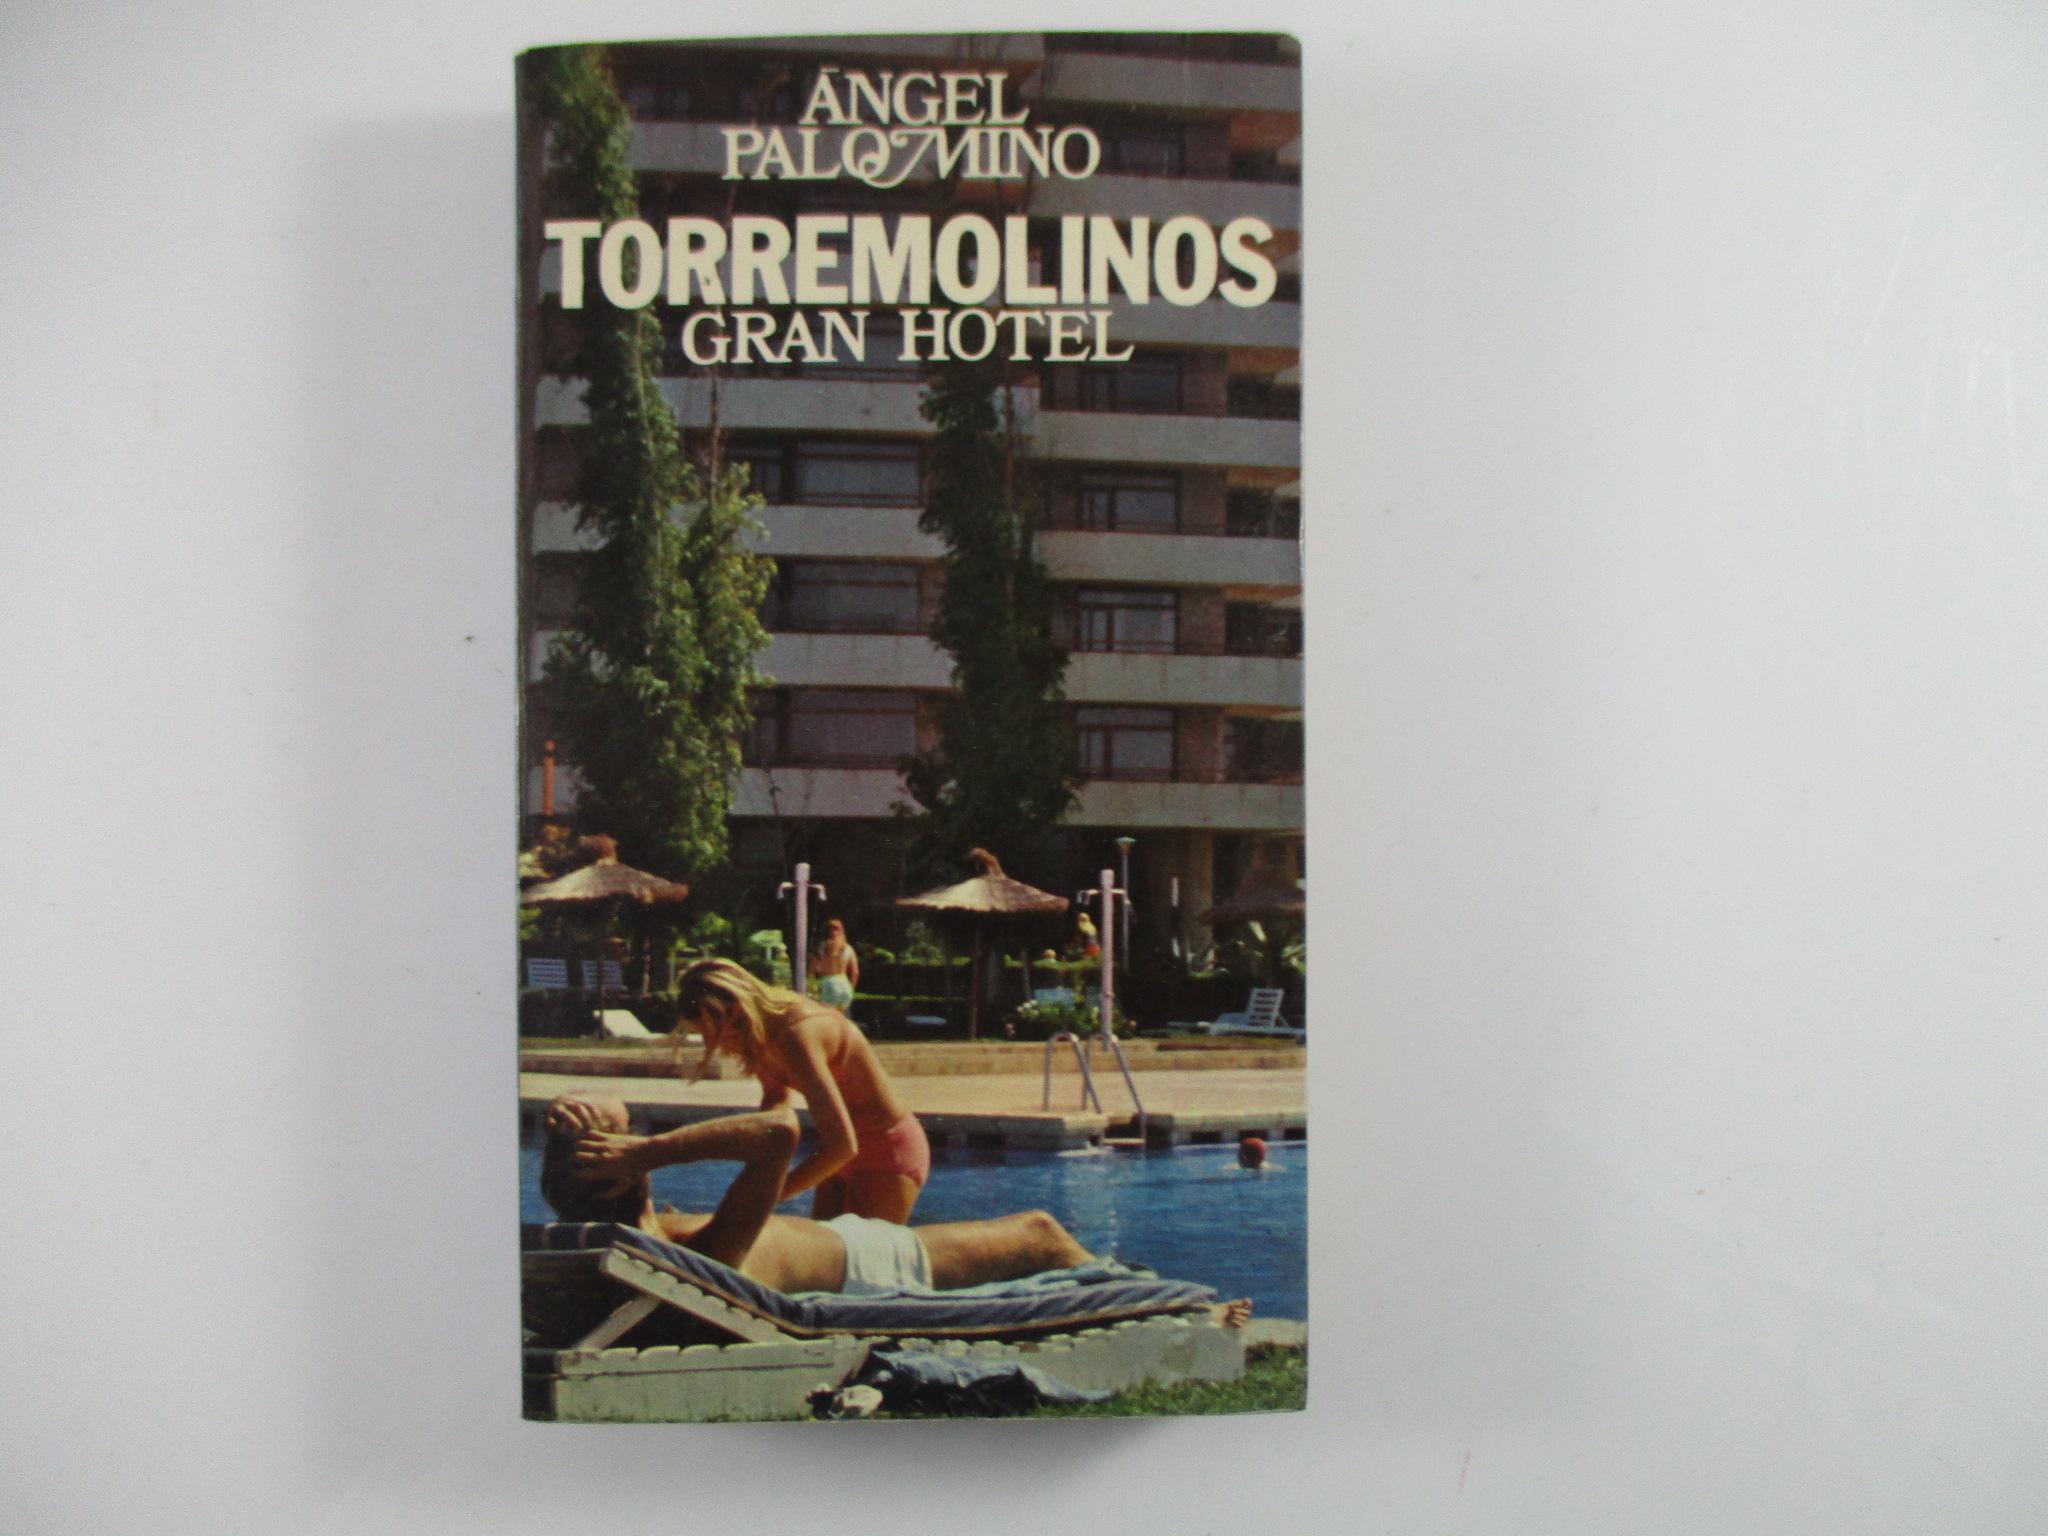 ÁNGEL
PALOMINO
TORREMOLINOS
GRAN HOTEL